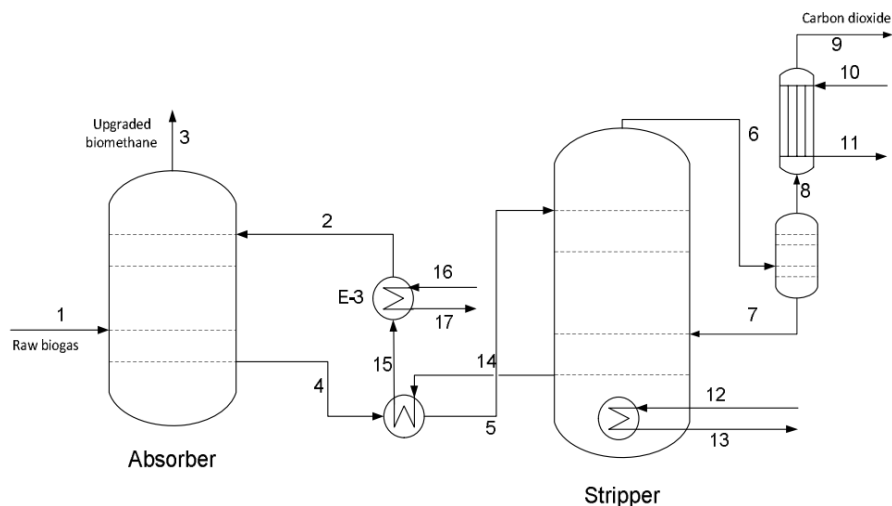 Carbon dioxide
9
10
Upgraded
biomethane
3
6
11
8
2
16
E-3
17
1
Raw biogas
7
15
14
4
5
12
13
Absorber
Stripper